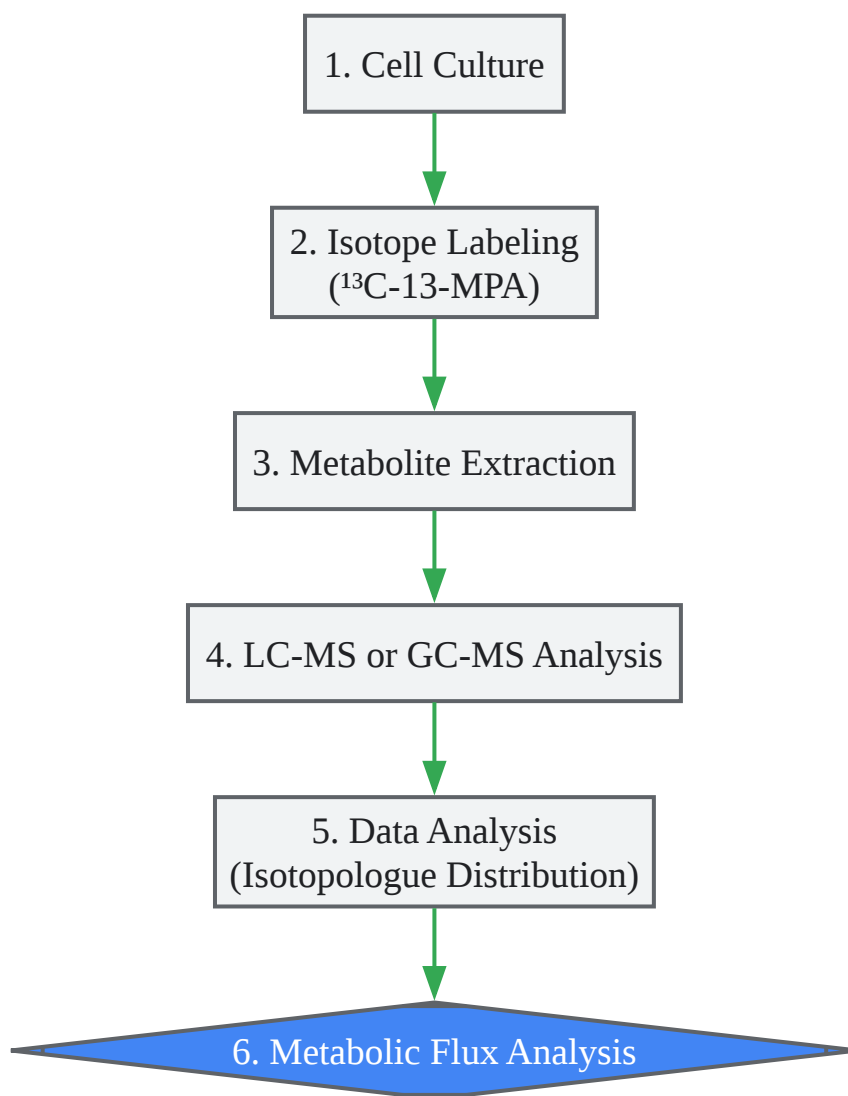 1. Cell Culture
2. Isotope Labeling
(¹³C-13-MPA)
3. Metabolite Extraction
4. LC-MS or GC-MS Analysis
5. Data Analysis
(Isotopologue Distribution)
6. Metabolic Flux Analysis